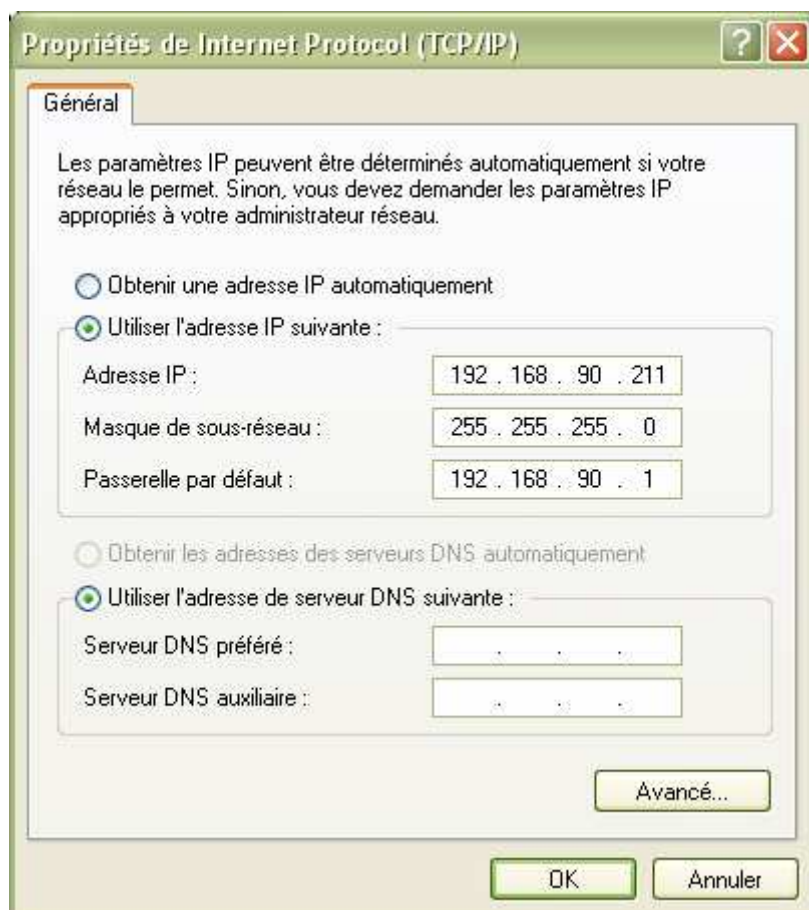 Propriétés de Internet Protocol (TCP/IP)
Général
Les paramètres IP peuvent être déterminés automatiquement si votre
réseau le permet. Sinon, vous devez demander les paramètres IP
appropriés à votre administrateur réseau.
Obtenir une adresse IP automatiquement
Utiliser l'adresse IP suivante :
Adresse IP : 192 . 168 . 90 . 211
Masque de sous-réseau : 255 . 255 . 255 . 0
Passerelle par défaut : 192 . 168 . 90 . 1
Obtenir les adresses des serveurs DNS automatiquement
Utiliser l'adresse de serveur DNS suivante :
Serveur DNS préféré : . . .
Serveur DNS auxiliaire : . . .
Avancé...
OK Annuler